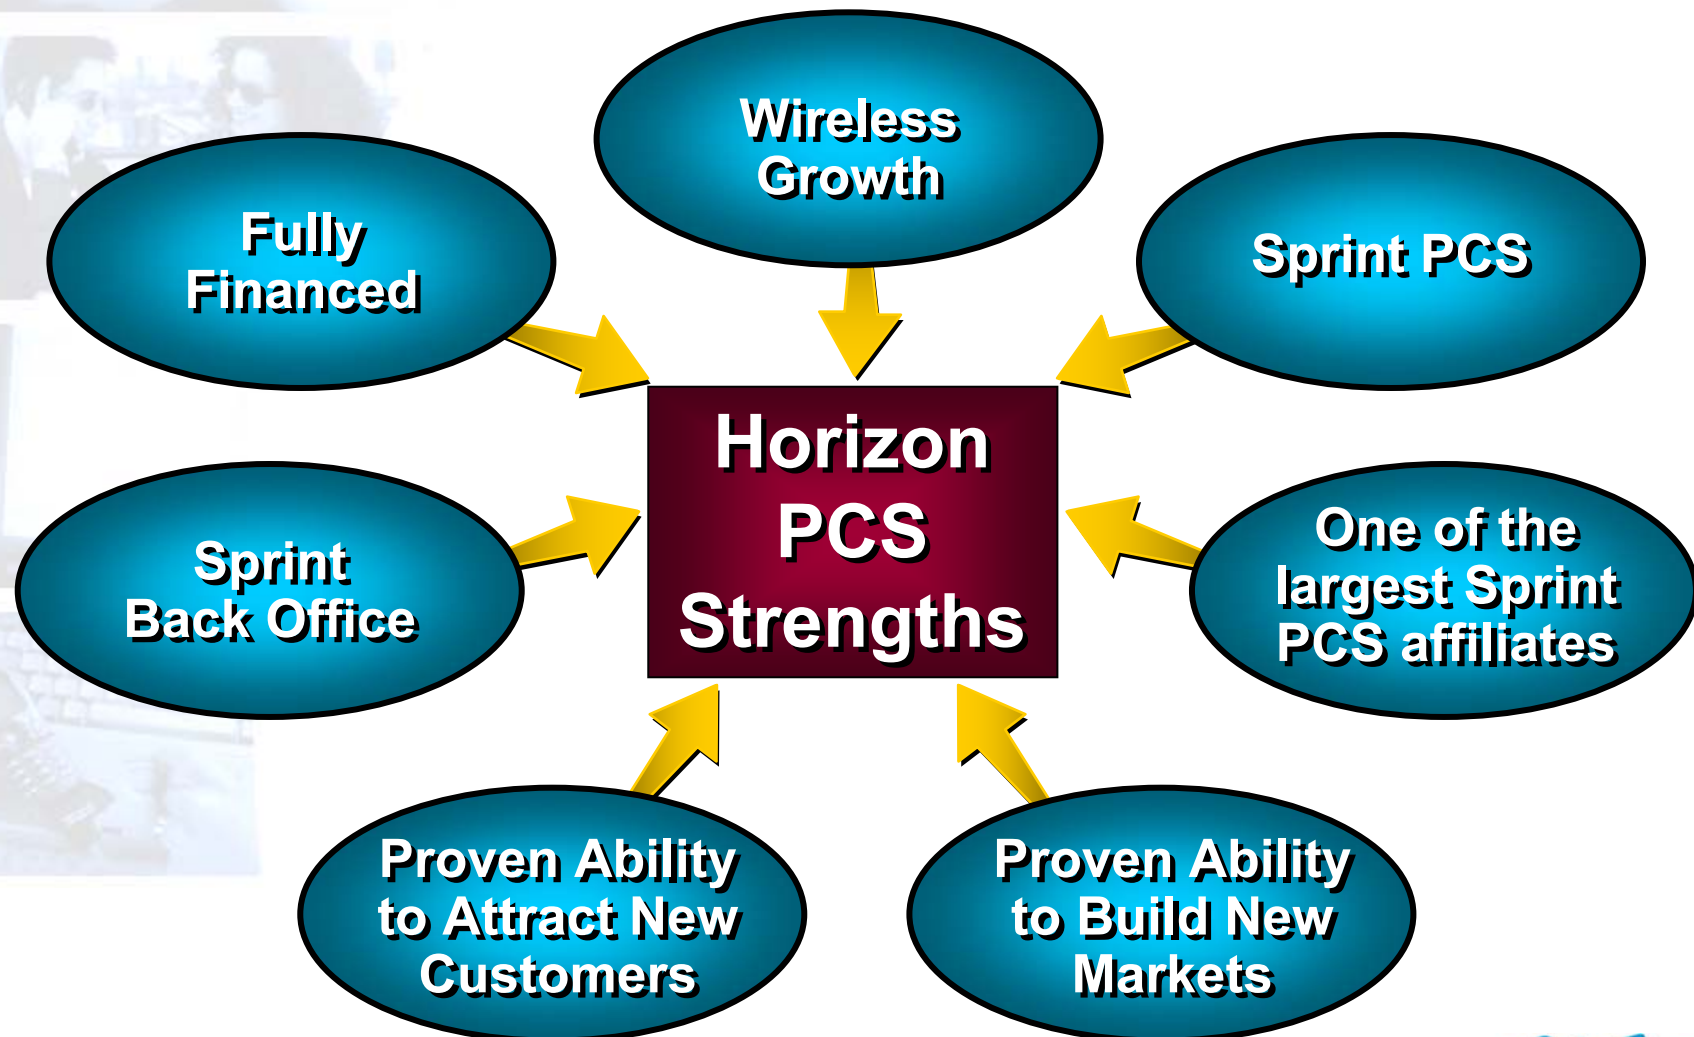 Wireless
Growth
Fully
Financed
Sprint PCS
Horizon
PCS
Strengths
Sprint
Back Office
One of the
largest Sprint
PCS affiliates
Proven Ability
to Attract New
Customers
Proven Ability
to Build New
Markets